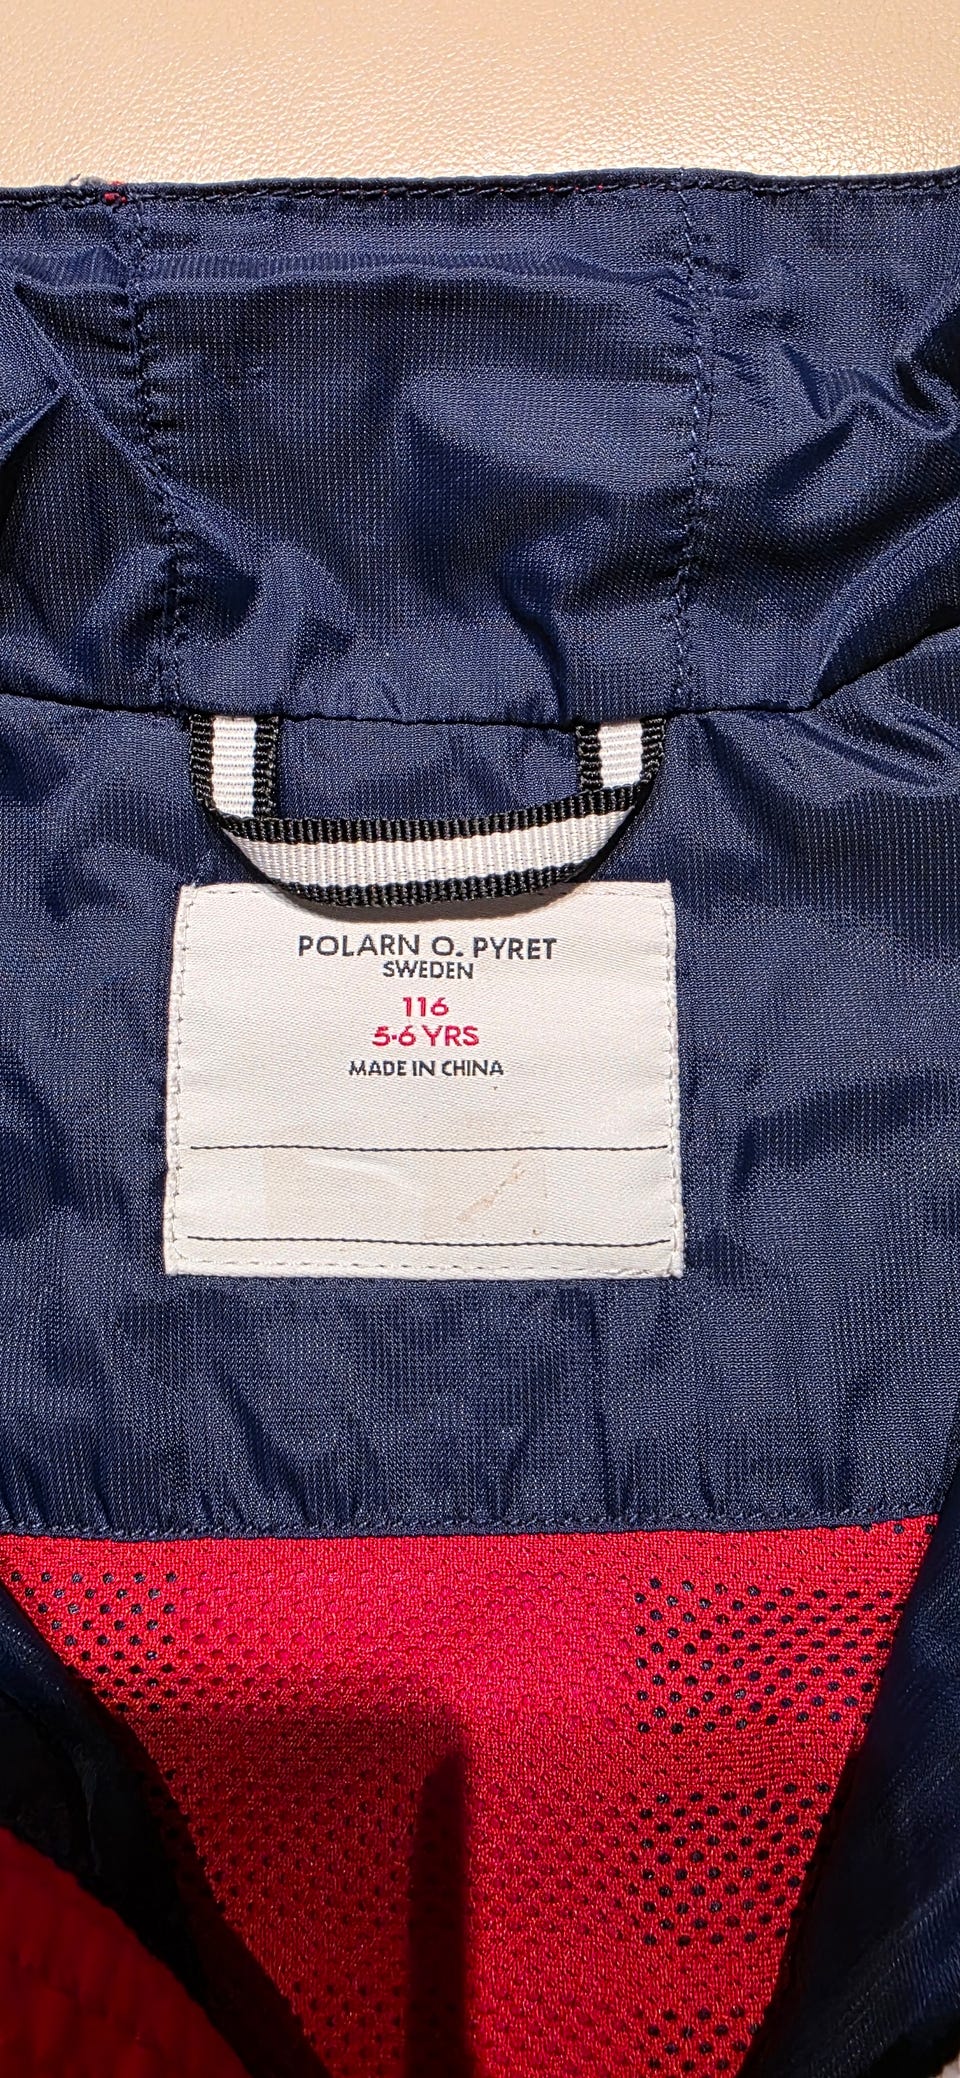 POLARN O. PYRET
SWEDEN
116
5-6 YRS
MADE IN CHINA